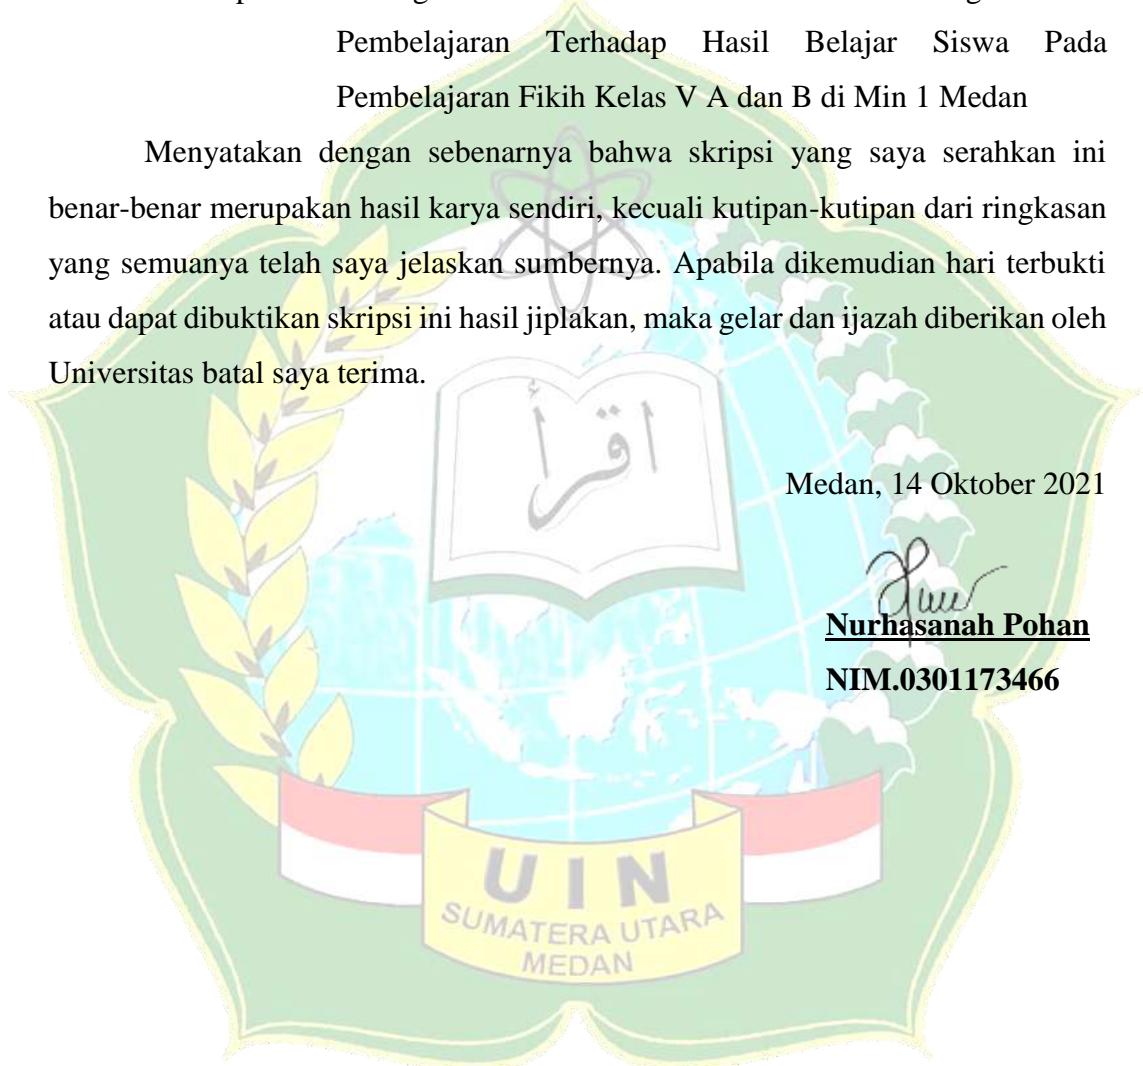 Pembelajaran Terhadap Hasil Belajar Siswa Pada
Pembelajaran Fikih Kelas V A dan B di Min 1 Medan
Menyatakan dengan sebenarnya bahwa skripsi yang saya serahkan ini
benar-benar merupakan hasil karya sendiri, kecuali kutipan-kutipan dari ringkasan
yang semuanya telah saya jelaskan sumbernya. Apabila dikemudian hari terbukti
atau dapat dibuktikan skripsi ini hasil jiplakan, maka gelar dan ijazah diberikan oleh
Universitas batal saya terima.
اقرأ
Medan, 14 Oktober 2021
Nurhasanah Pohan
NIM.0301173466
UIN
SUMATERA UTARA
MEDAN